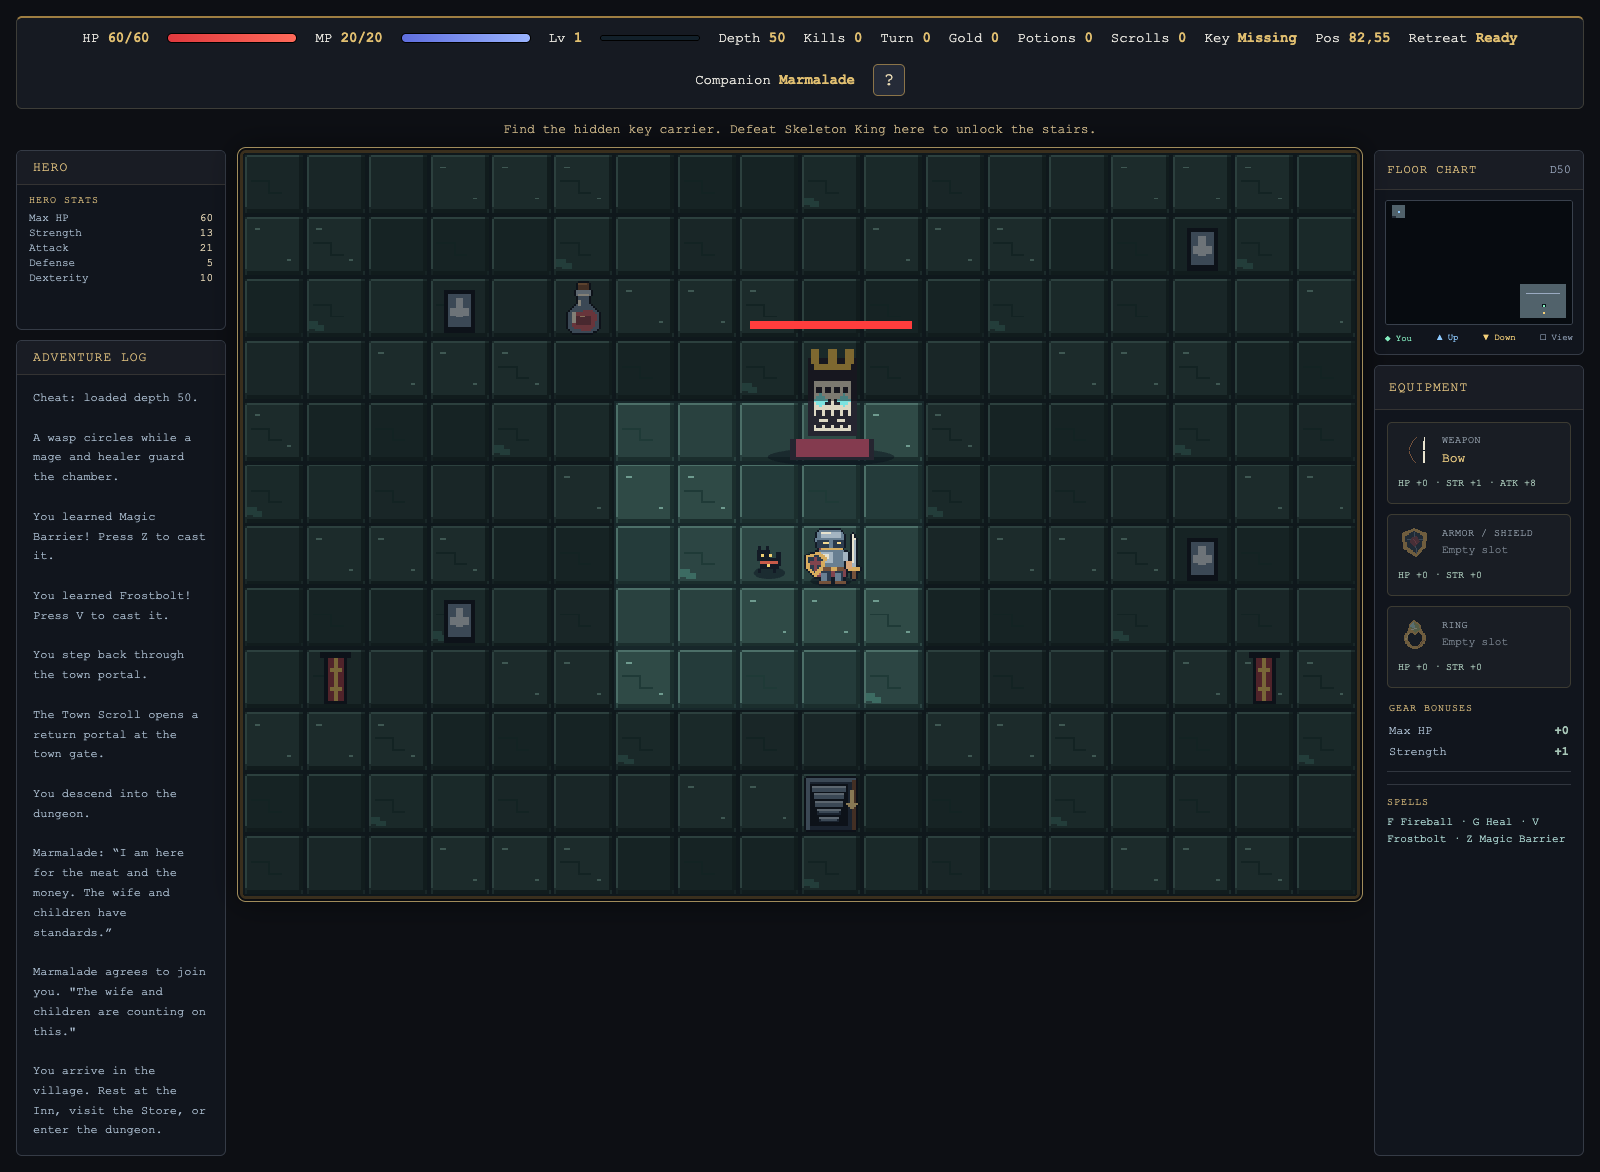 HP 60/60 MP 20/20 Lv 1 Depth 50 Kills 0 Turn 0 Gold 0 Potions 0 Scrolls 0 Key Missing Pos 82,55 Retreat Ready
Companion Marmalade ?
Find the hidden key carrier. Defeat Skeleton King here to unlock the stairs.
HERO
HERO STATS
Max HP 60
Strength 13
Attack 21
Defense 5
Dexterity 10
ADVENTURE LOG
Cheat: loaded depth 50.
A wasp circles while a
mage and healer guard
the chamber.
You learned Magic
Barrier! Press Z to cast
it.
You learned Frostbolt!
Press V to cast it.
You step back through
the town portal.
The Town Scroll opens a
return portal at the
town gate.
You descend into the
dungeon.
Marmalade: “I am here
for the meat and the
money. The wife and
children have
standards.”
Marmalade agrees to join
you. "The wife and
children are counting on
this."
You arrive in the
village. Rest at the
Inn, visit the Store, or
enter the dungeon.
FLOOR CHART D50
◆ You ▲ Up ▼ Down □ View
EQUIPMENT
WEAPON
Bow
HP +0 · STR +1 · ATK +8
ARMOR / SHIELD
Empty slot
HP +0 · STR +0
RING
Empty slot
HP +0 · STR +0
GEAR BONUSES
Max HP +0
Strength +1
SPELLS
F Fireball · G Heal · V
Frostbolt · Z Magic Barrier